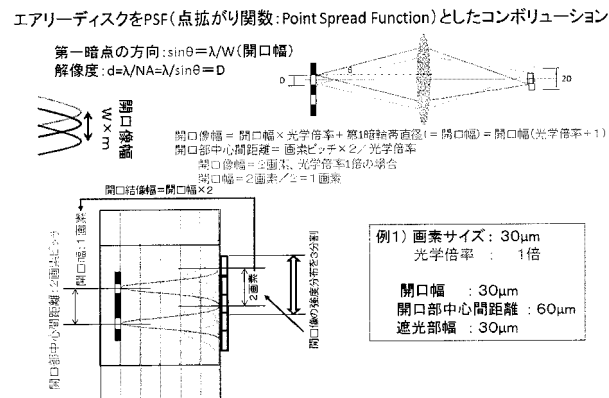 エアリーディスクをPSF(点拡がり関数:Point Spread Function)としたコンボリューション
第一暗点の方向:sinθ=λ/W(開口幅)
解像度:d=λ/NA=λ/sinθ=D
D
θ
2D
開口像幅
W×m
開口像幅 = 開口幅×光学倍率+第1暗輪帯直径(=開口幅)=開口幅(光学倍率+1)
開口部中心間距離= 画素ピッチ×2/光学倍率
開口像幅=2画素、光学倍率1倍の場合
開口幅=2画素/2=1画素
開口結像幅=開口幅×2
開口部中心間距離:2画素ピッチ
開口幅:1画素
2画素
開口像の強度分布を3分割
例1) 画素サイズ: 30μm
光学倍率 : 1倍
開口幅 : 30μm
開口部中心間距離 : 60μm
遮光部幅 : 30μm